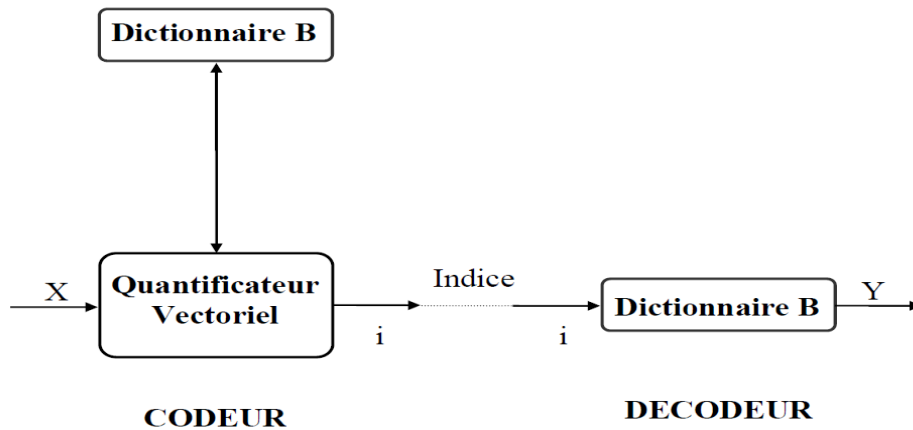 Dictionnaire B
X
Quantificateur
Vectoriel
i
Indice
i
Dictionnaire B
Y
CODEUR
DECODEUR